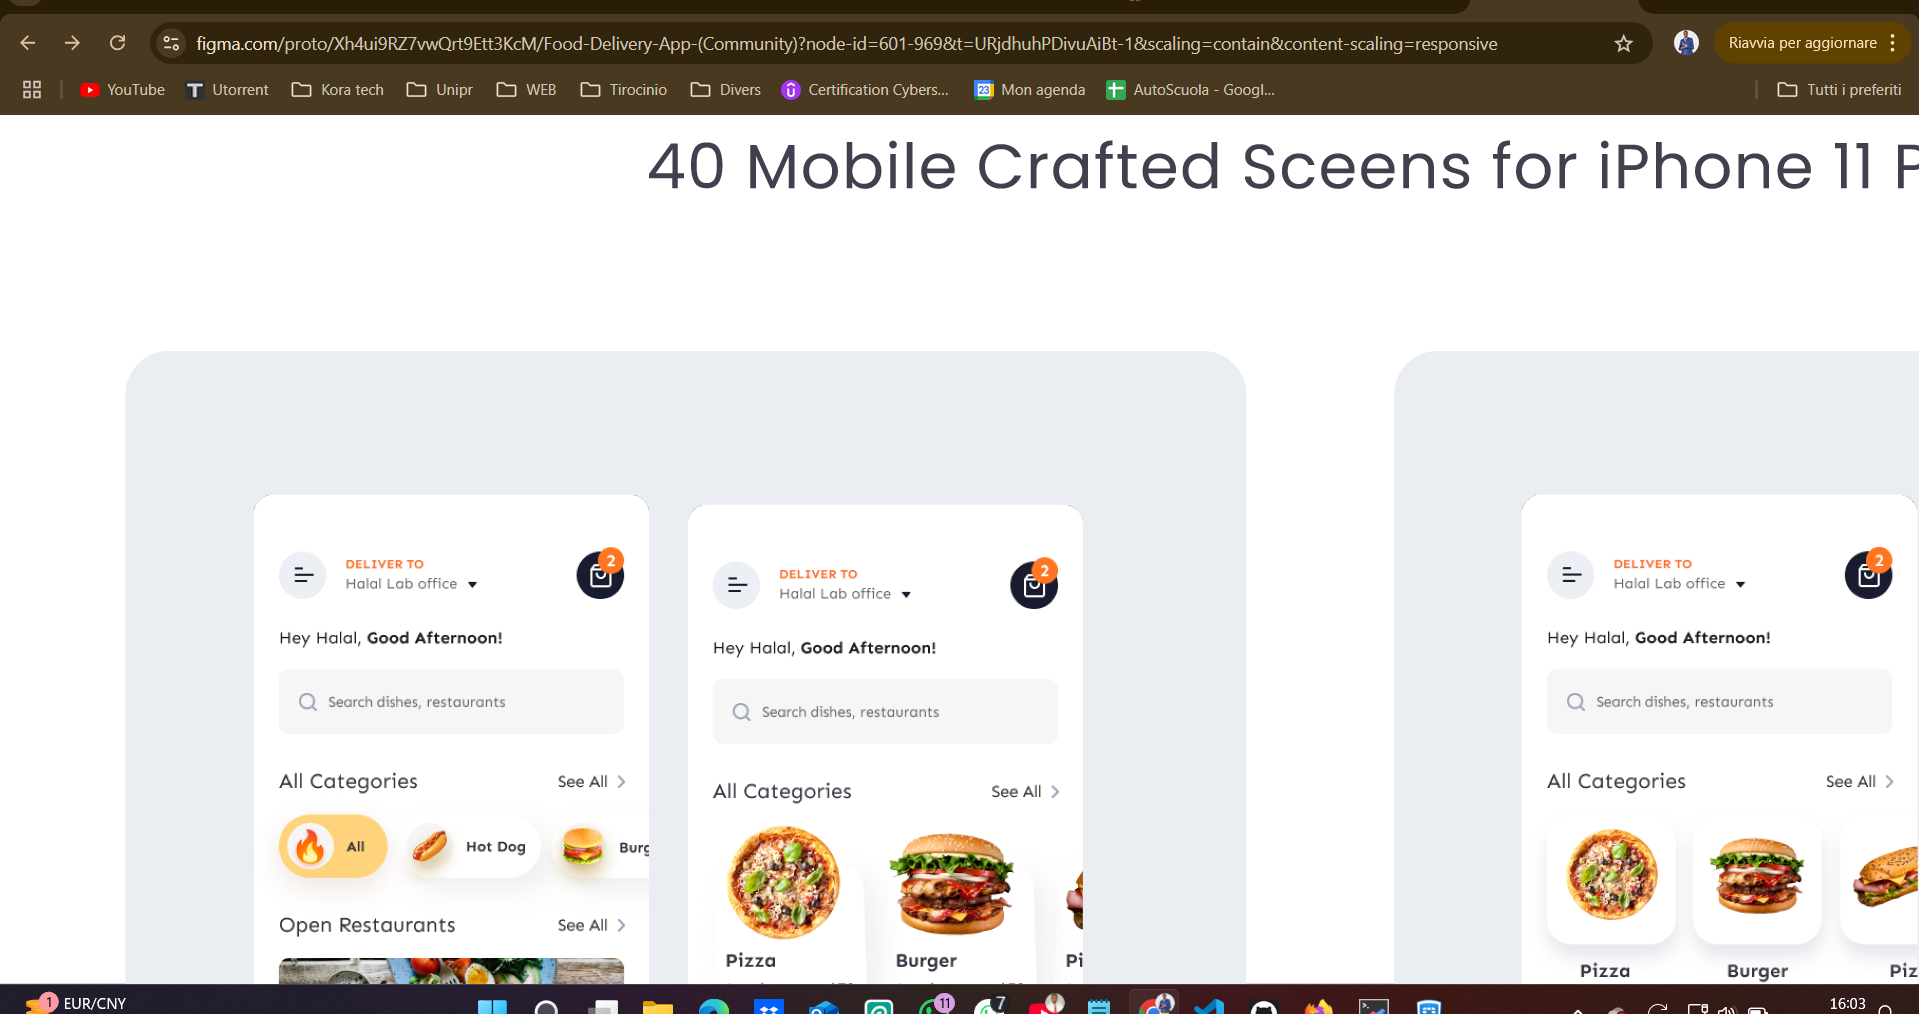 figma.com/proto/Xh4ui9RZ7vwQrt9Ett3KcM/Food-Delivery-App-(Community)?node-id=601-969&t=URjdhuhPDivuAiBt-1&scaling=contain&content-scaling=responsive
Riavvia per aggiornare
YouTube
Utorrent
Kora tech
Unipr
WEB
Tirocinio
Divers
Certification Cybers...
23
Mon agenda
AutoScuola - Googl...
Tutti i preferiti
40 Mobile Crafted Sceens for iPhone 11 P
DELIVER TO
Halal Lab office
2
Hey Halal, Good Afternoon!
Search dishes, restaurants
All Categories
See All
All
Hot Dog
Burg
Open Restaurants
See All
DELIVER TO
Halal Lab office
2
Hey Halal, Good Afternoon!
Search dishes, restaurants
All Categories
See All
Pizza
Burger
Pi
DELIVER TO
Halal Lab office
2
Hey Halal, Good Afternoon!
Search dishes, restaurants
All Categories
See All
Pizza
Burger
Piz
1
EUR/CNY
11
7
16:03